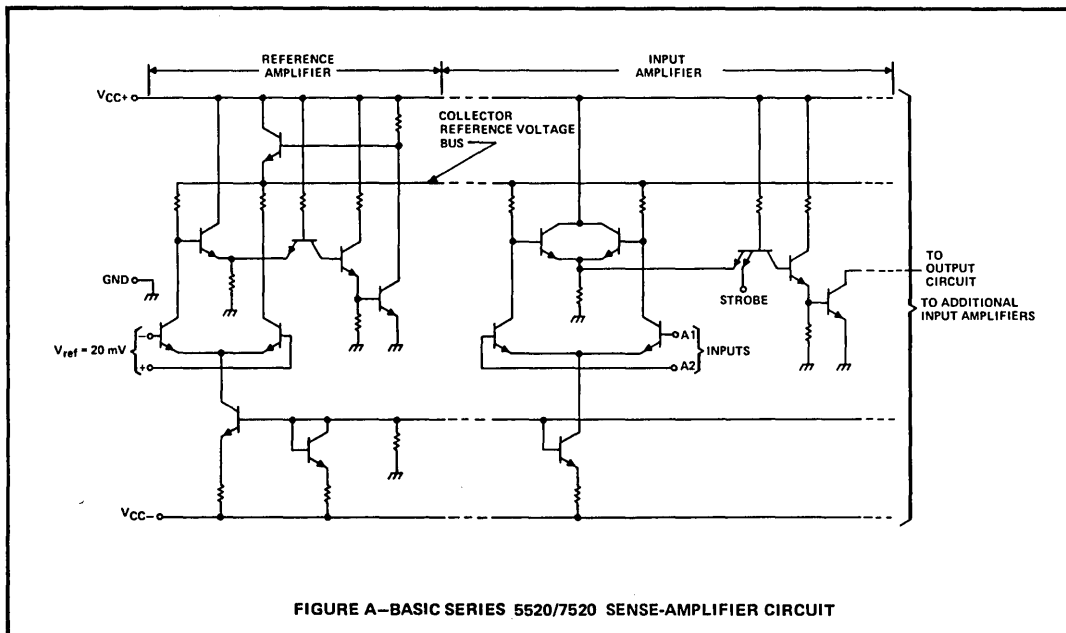 REFERENCE
AMPLIFIER
INPUT
AMPLIFIER
VCC+
COLLECTOR
REFERENCE VOLTAGE
BUS
GND
STROBE
TO
OUTPUT
CIRCUIT
TO ADDITIONAL
INPUT AMPLIFIERS
−
Vref = 20 mV
+
A1
INPUTS
A2
VCC−
FIGURE A—BASIC SERIES 5520/7520 SENSE-AMPLIFIER CIRCUIT